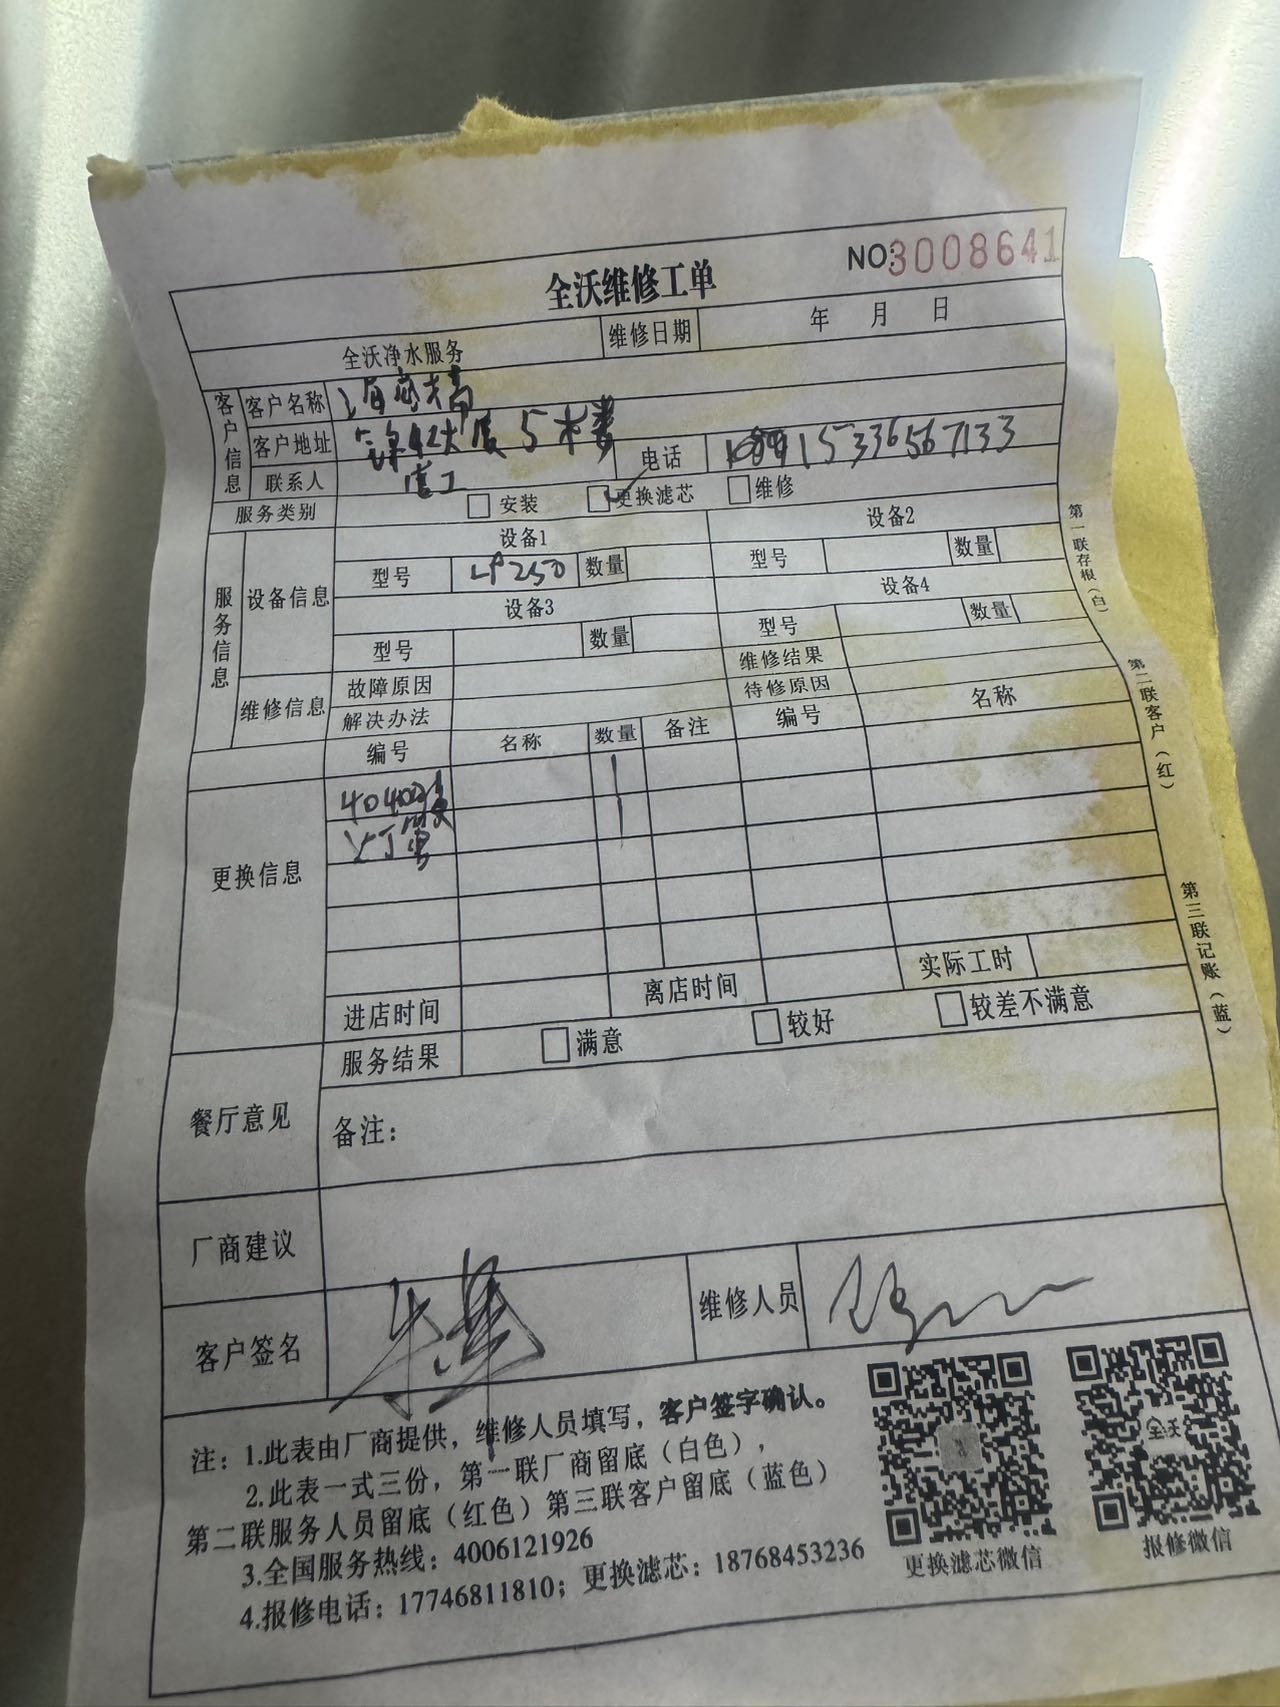 NO:3008641
全沃维修工单
全沃净水服务 维修日期 年 月 日
客户信息 客户名称
客户地址 5楼
联系人 电话 15336567133
服务类别 安装 更换滤芯 维修
服务信息 设备信息 设备1 设备2
型号 LP250 数量 型号 数量
设备3 设备4
型号 数量 型号 数量
维修信息 故障原因 维修结果
解决办法 待修原因
编号 名称 数量 备注 编号 名称
更换信息 4040膜 1
1
进店时间 离店时间 实际工时
服务结果 满意 较好 较差不满意
餐厅意见 备注:
厂商建议
客户签名 维修人员
注: 1.此表由厂商提供,维修人员填写,客户签字确认。
2.此表一式三份,第一联厂商留底(白色),
第二联服务人员留底(红色)第三联客户留底(蓝色)
3.全国服务热线: 4006121926
4.报修电话: 17746811810; 更换滤芯: 18768453236
更换滤芯微信
报修微信
全沃
第一联存根(白)
第二联客户(红)
第三联记账(蓝)